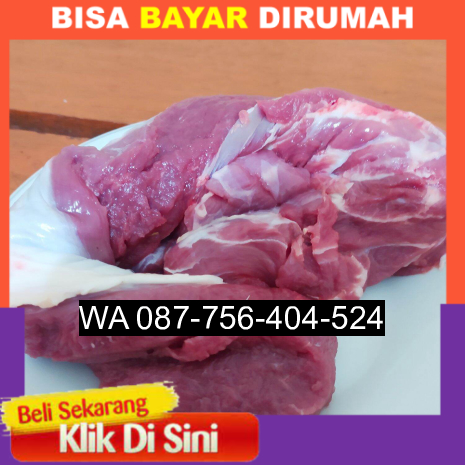 BISA BAYAR DIRUMAH
WA 087-756-404-524
Beli Sekarang
Klik Di Sini